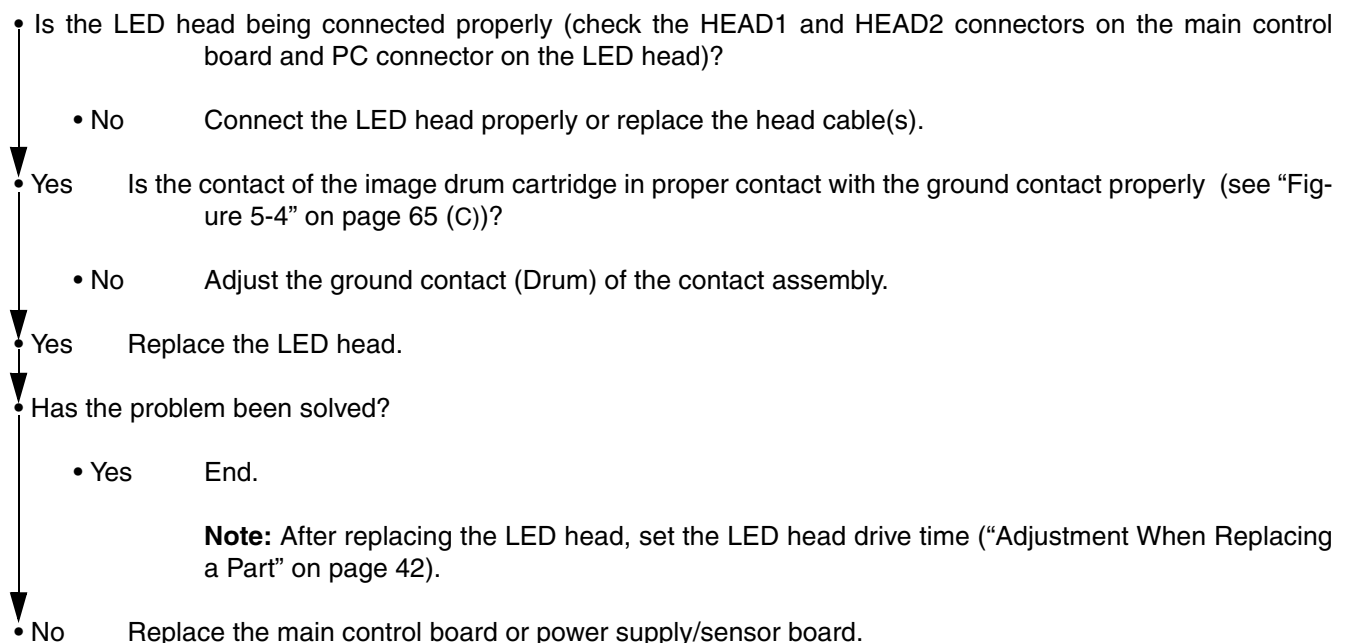 • Is the LED head being connected properly (check the HEAD1 and HEAD2 connectors on the main control
board and PC connector on the LED head)?
• No Connect the LED head properly or replace the head cable(s).
• Yes Is the contact of the image drum cartridge in proper contact with the ground contact properly (see “Fig-
ure 5-4” on page 65 (C))?
• No Adjust the ground contact (Drum) of the contact assembly.
• Yes Replace the LED head.
• Has the problem been solved?
• Yes End.
Note: After replacing the LED head, set the LED head drive time (“Adjustment When Replacing
a Part” on page 42).
• No Replace the main control board or power supply/sensor board.